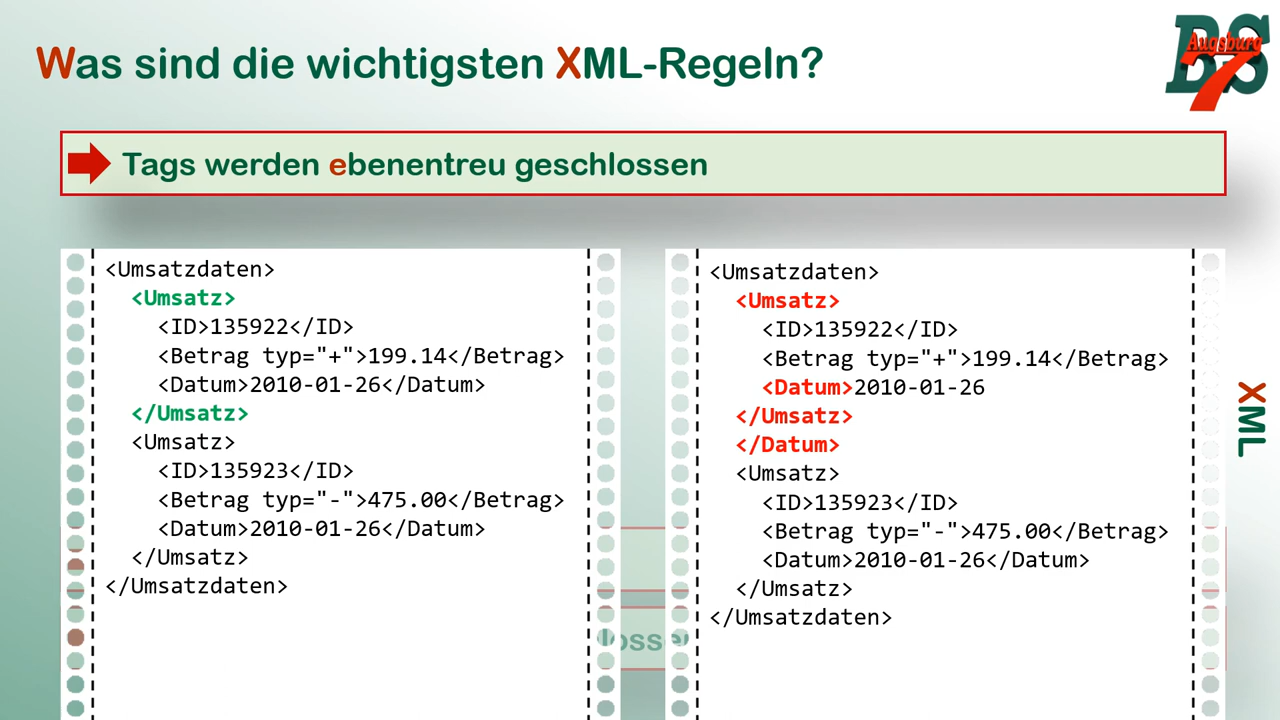 Was sind die wichtigsten XML-Regeln?
BS
Augsburg
7
Tags werden ebenentreu geschlossen
<Umsatzdaten>
<Umsatz>
<ID>135922</ID>
<Betrag typ="+">199.14</Betrag>
<Datum>2010-01-26</Datum>
</Umsatz>
<Umsatz>
<ID>135923</ID>
<Betrag typ="-">475.00</Betrag>
<Datum>2010-01-26</Datum>
</Umsatz>
</Umsatzdaten>
<Umsatzdaten>
<Umsatz>
<ID>135922</ID>
<Betrag typ="+">199.14</Betrag>
<Datum>2010-01-26
</Umsatz>
</Datum>
<Umsatz>
<ID>135923</ID>
<Betrag typ="-">475.00</Betrag>
<Datum>2010-01-26</Datum>
</Umsatz>
</Umsatzdaten>
XML